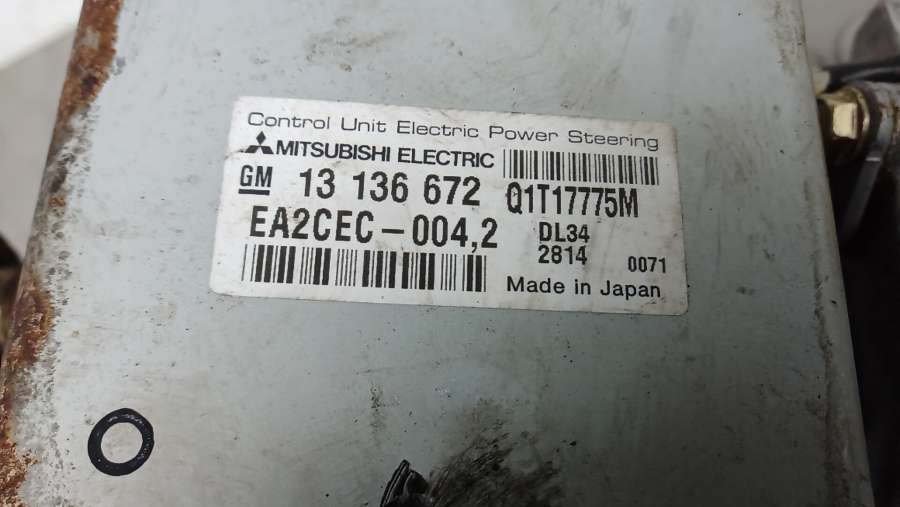 Control Unit Electric Power Steering
MITSUBISHI ELECTRIC
GM 13 136 672 Q1T17775M
EA2CEC-004,2 DL34
2814 0071
Made in Japan